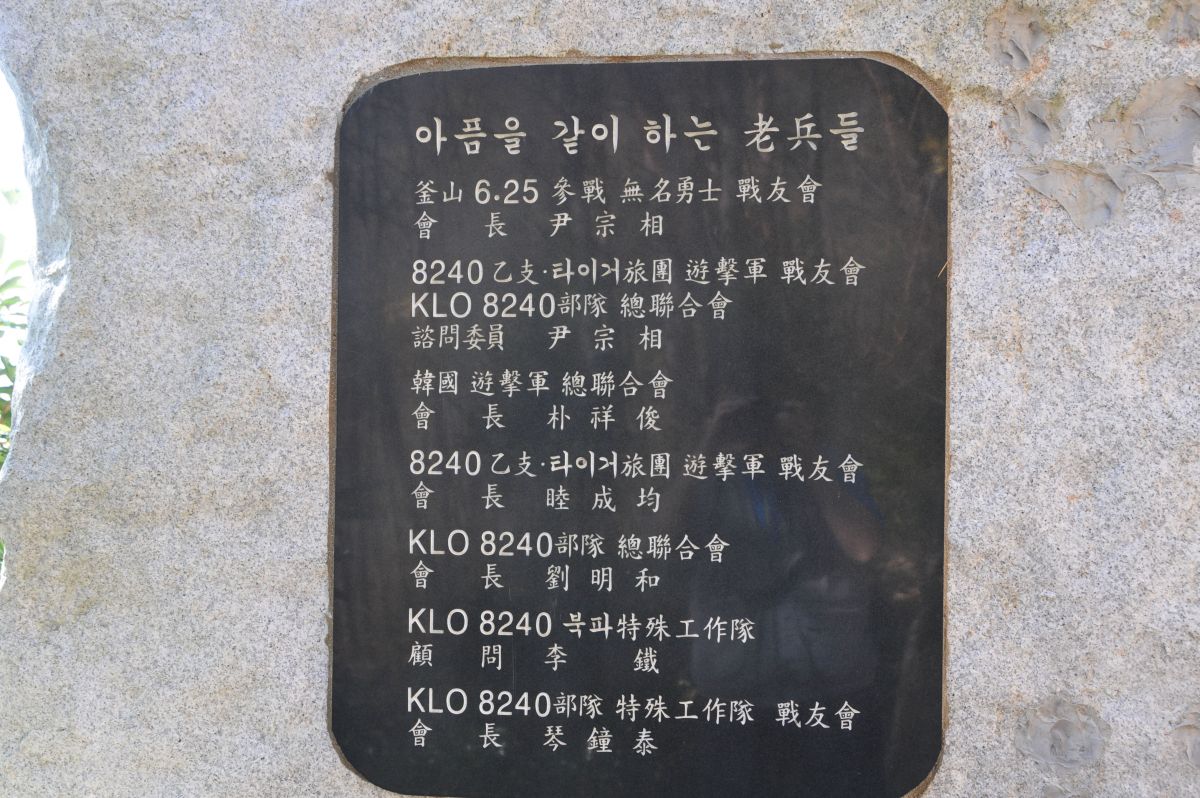 아픔을 같이 하는 老兵들
釜山 6.25 參戰 無名勇士 戰友會
會 長 尹 宗 相
8240 乙支·타이거旅團 遊擊軍 戰友會
KLO 8240部隊 總聯合會
諮問委員 尹 宗 相
韓國 遊擊軍 總聯合會
會 長 朴 祥 俊
8240 乙支·타이거旅團 遊擊軍 戰友會
會 長 睦 成 均
KLO 8240部隊 總聯合會
會 長 劉 明 和
KLO 8240 북파特殊工作隊
顧 問 李 鐵
KLO 8240部隊 特殊工作隊 戰友會
會 長 琴 鐘 泰